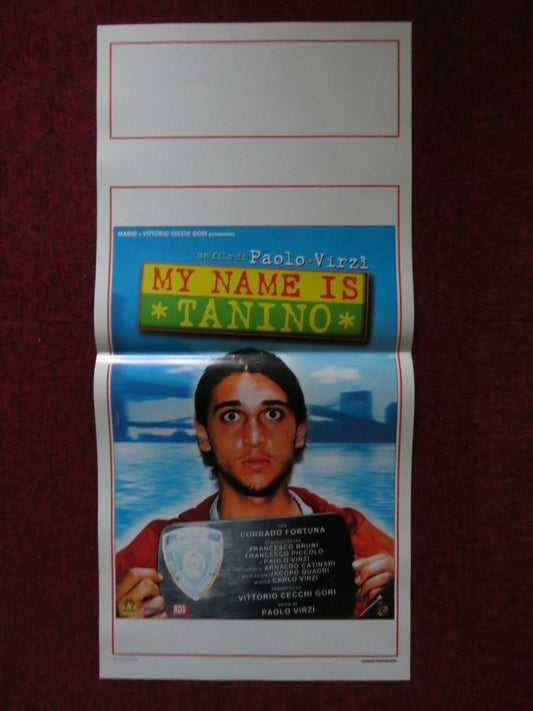 MARIO e VITTORIO CECCHI GORI presentano
un film di Paolo Virzì
MY NAME IS
* TANINO *
con
CORRADO FORTUNA
FRANCESCO BRUNI
FRANCESCO PICCOLO
e PAOLO VIRZÌ
ARNALDO CATINARI
JACOPO QUADRI
CARLO VIRZÌ
VITTORIO CECCHI GORI
PAOLO VIRZÌ
RDS